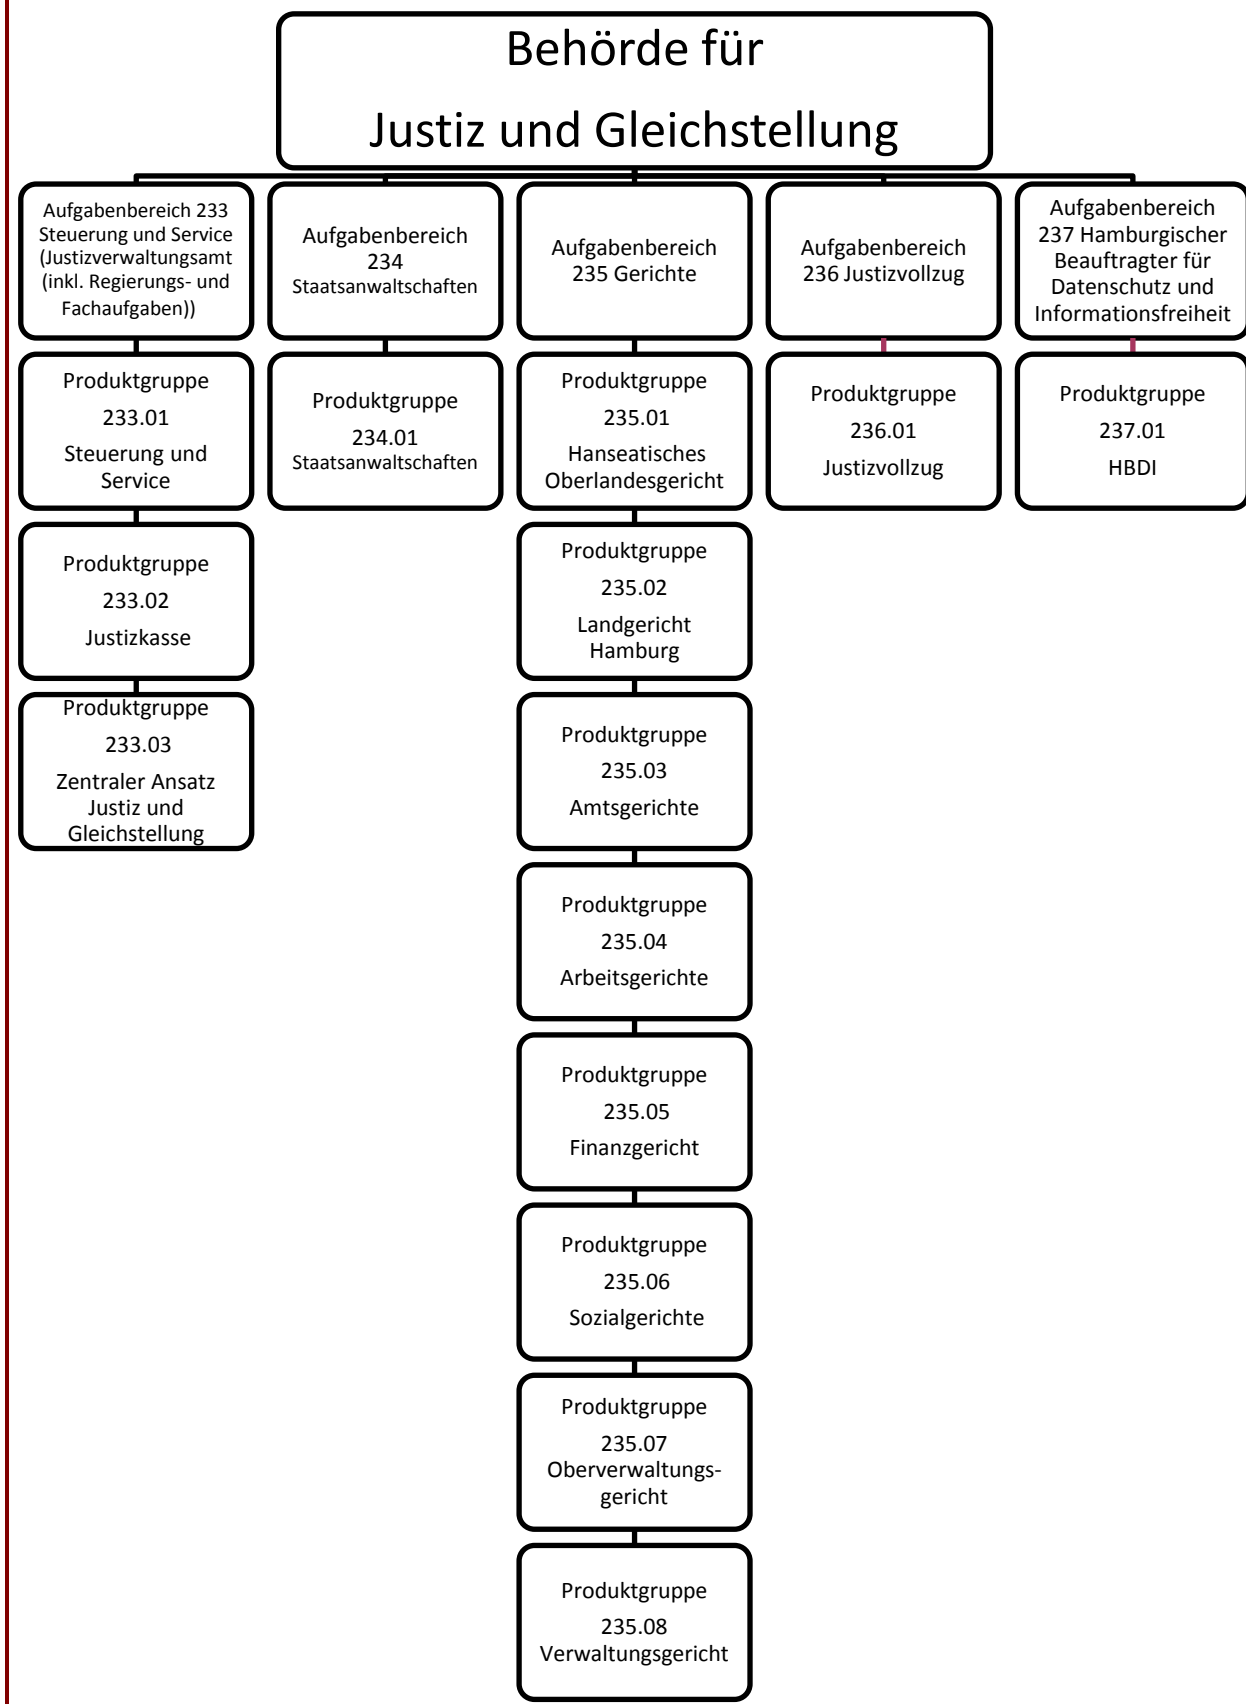 Behörde für
Justiz und Gleichstellung
Aufgabenbereich 233
Steuerung und Service
(Justizverwaltungsamt
(inkl. Regierungs- und
Fachaufgaben))
Aufgabenbereich
234
Staatsanwaltschaften
Aufgabenbereich
235 Gerichte
Aufgabenbereich
236 Justizvollzug
Aufgabenbereich
237 Hamburgischer
Beauftragter für
Datenschutz und
Informationsfreiheit
Produktgruppe
233.01
Steuerung und
Service
Produktgruppe
234.01
Staatsanwaltschaften
Produktgruppe
235.01
Hanseatisches
Oberlandesgericht
Produktgruppe
236.01
Justizvollzug
Produktgruppe
237.01
HBDI
Produktgruppe
233.02
Justizkasse
Produktgruppe
235.02
Landgericht
Hamburg
Produktgruppe
233.03
Zentraler Ansatz
Justiz und
Gleichstellung
Produktgruppe
235.03
Amtsgerichte
Produktgruppe
235.04
Arbeitsgerichte
Produktgruppe
235.05
Finanzgericht
Produktgruppe
235.06
Sozialgerichte
Produktgruppe
235.07
Oberverwaltungs-
gericht
Produktgruppe
235.08
Verwaltungsgericht